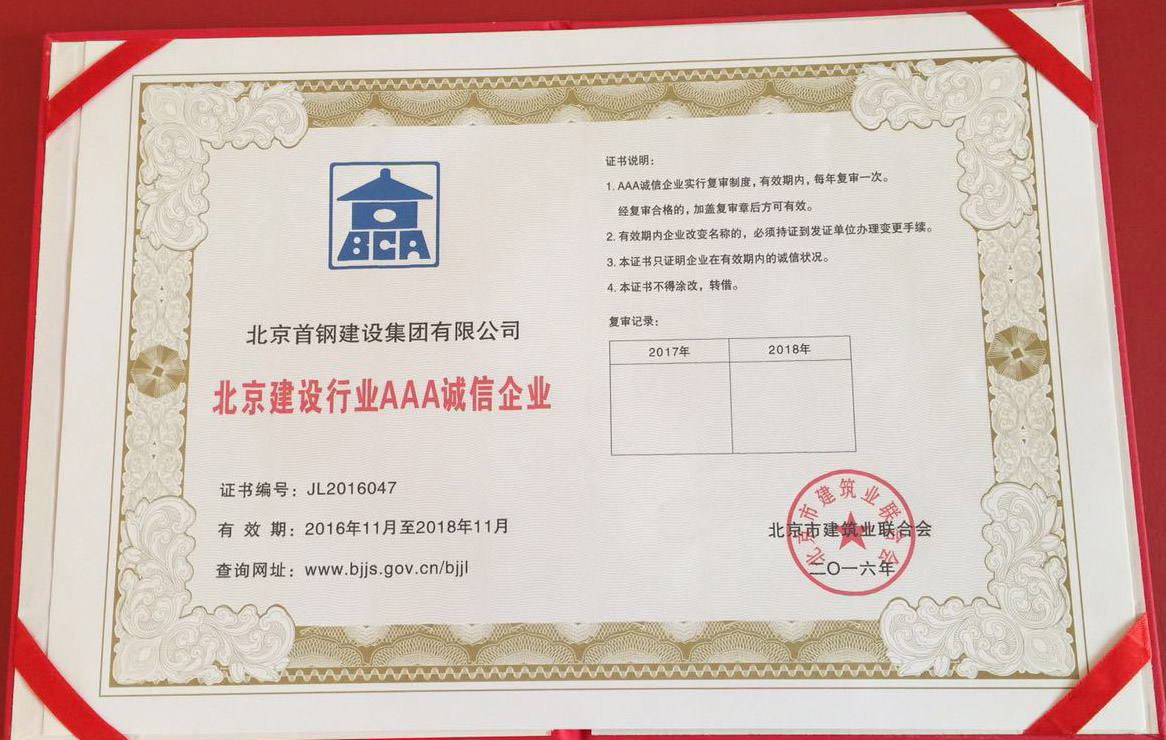 BCA
北京首钢建设集团有限公司
北京建设行业AAA诚信企业
证书编号：JL2016047
有 效 期：2016年11月至2018年11月
查询网址：www.bjjs.gov.cn/bjjl
证书说明：
1. AAA诚信企业实行复审制度，有效期内，每年复审一次。
经复审合格的，加盖复审章后方可有效。
2. 有效期内企业改变名称的，必须持证到发证单位办理变更手续。
3. 本证书只证明企业在有效期内的诚信状况。
4. 本证书不得涂改，转借。
复审记录：
2017年 2018年
北京市建筑业联合会
北京市建筑业联合会
二〇一六年